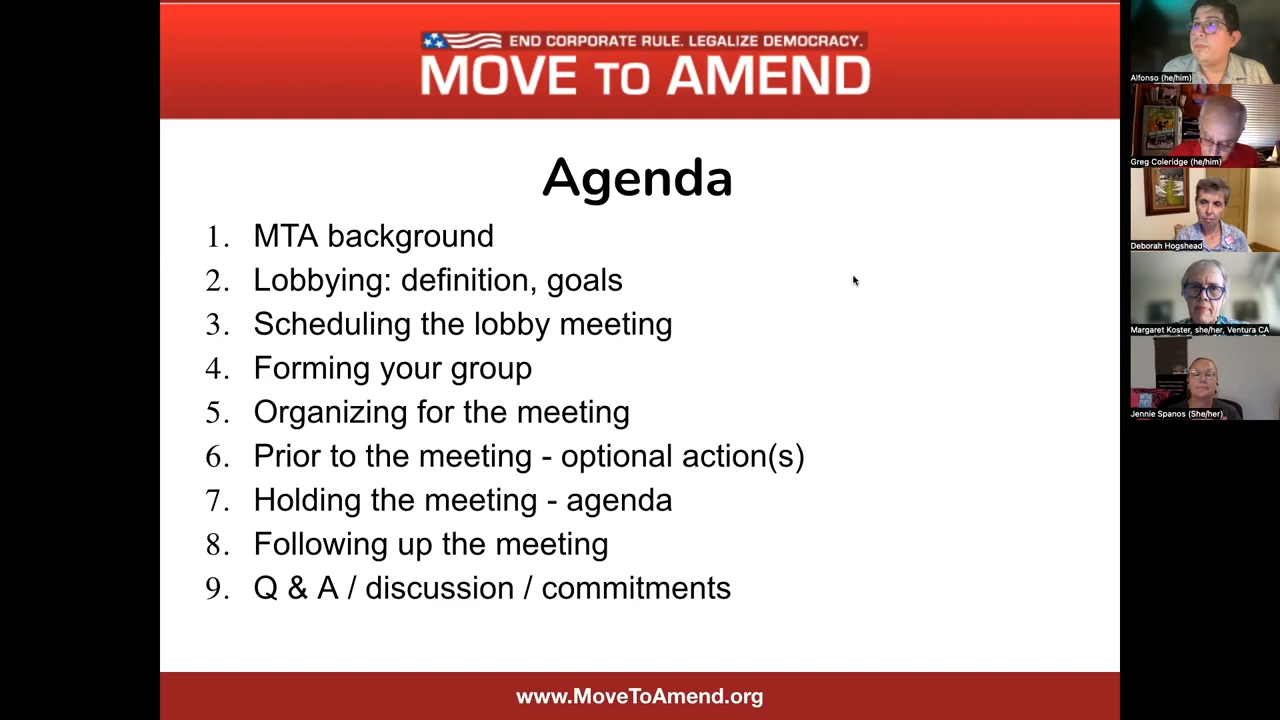 END CORPORATE RULE. LEGALIZE DEMOCRACY.
MOVE TO AMEND
Agenda
1. MTA background
2. Lobbying: definition, goals
3. Scheduling the lobby meeting
4. Forming your group
5. Organizing for the meeting
6. Prior to the meeting - optional action(s)
7. Holding the meeting - agenda
8. Following up the meeting
9. Q & A / discussion / commitments
www.MoveToAmend.org
Alfonso (he/him)
Greg Coleridge (he/him)
Deborah Hogshead
Margaret Koster, she/her, Ventura CA
Jennie Spanos (She/her)